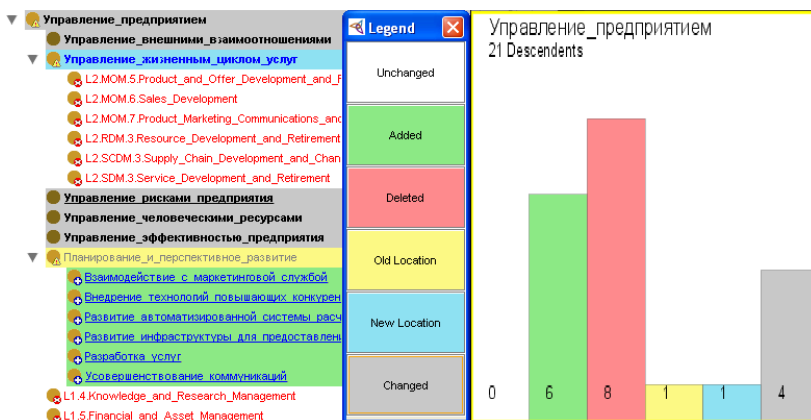 Управление_предприятием
Управление_внешними_взаимоотношениями
Управление_жизненным_циклом_услуг
L2.MOM.5.Product_and_Offer_Development_and_F
L2.MOM.6.Sales_Development
L2.MOM.7.Product_Marketing_Communications_and
L2.RDM.3.Resource_Development_and_Retirement
L2.SCDM.3.Supply_Chain_Development_and_Chan
L2.SDM.3.Service_Development_and_Retirement
Управление_рисками_предприятия
Управление_человеческими_ресурсами
Управление_эффективностью_предприятия
Планирование_и_перспективное_развитие
Взаимодействие_с_маркетинговой_службой
Внедрение_технологий_повышающих_конкурен
Развитие_автоматизированной_системы_расч
Развитие_инфраструктуры_для_предоставлени
Разработка_услуг
Усовершенствование_коммуникаций
L1.4.Knowledge_and_Research_Management
L1.5.Financial_and_Asset_Management
Legend
Unchanged
Added
Deleted
Old Location
New Location
Changed
Управление_предприятием
21 Descendents
0 6 8 1 1 4